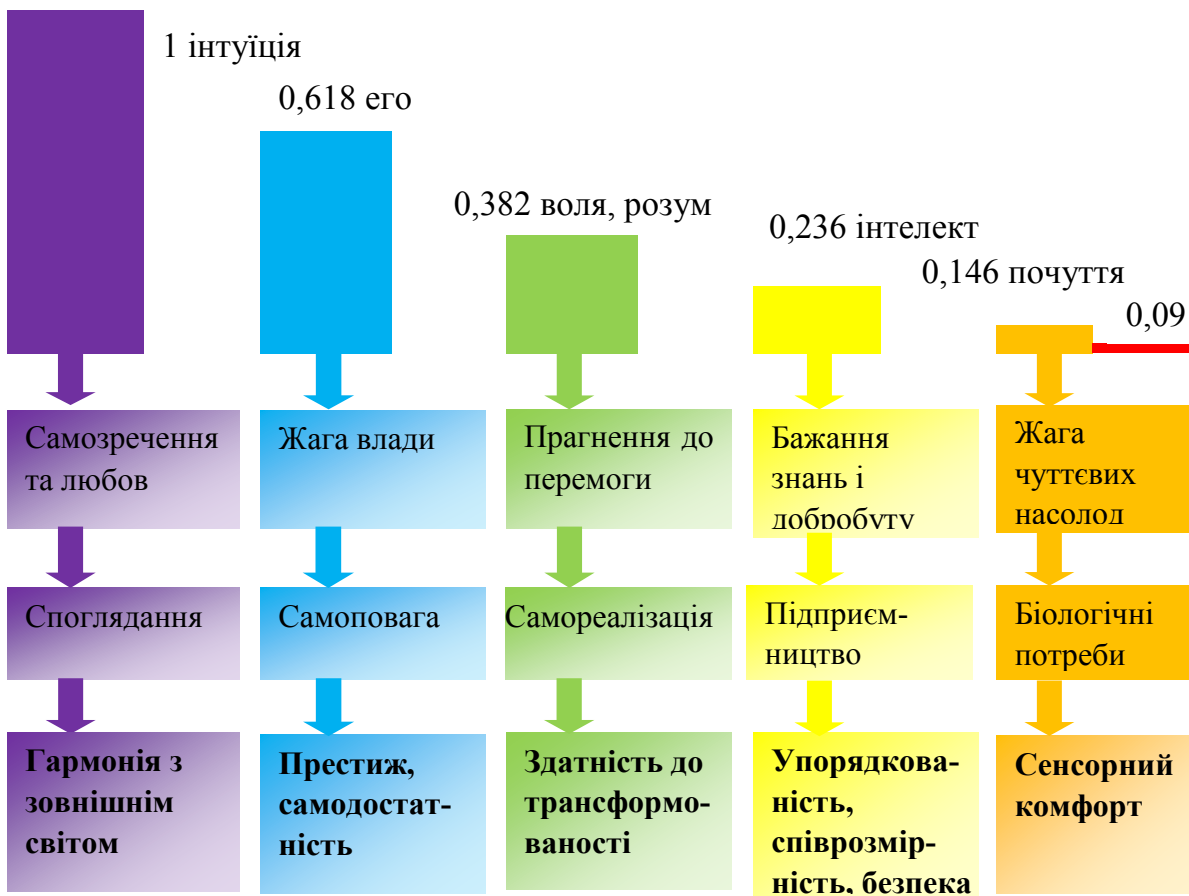 1 інтуїція
0,618 его
0,382 воля, розум
0,236 інтелект
0,146 почуття
0,09
Самозречення
та любов
Жага влади
Прагнення до
перемоги
Бажання
знань і
добробуту
Жага
чуттєвих
насолод
Споглядання
Самоповага
Самореалізація
Підприєм-
ництво
Біологічні
потреби
Гармонія з
зовнішнім
світом
Престиж,
самодостат-
ність
Здатність до
трансформо-
ваності
Упорядкова-
ність,
співрозмір-
ність, безпека
Сенсорний
комфорт